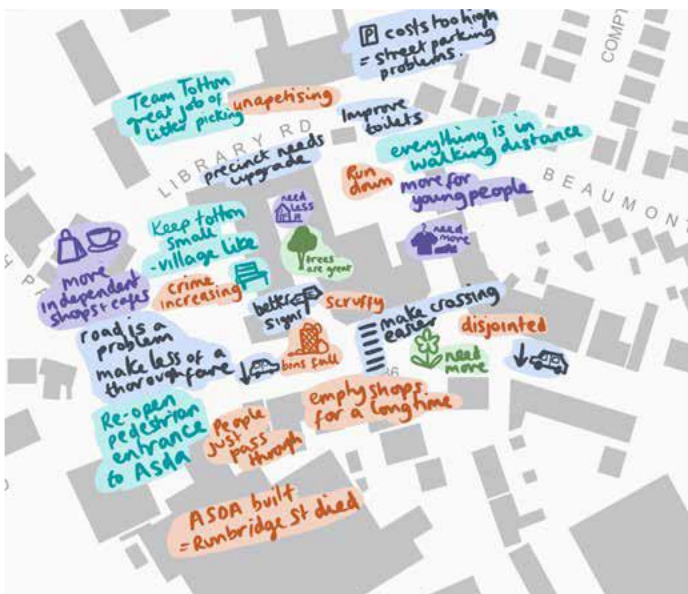 P costs too high
= street parking
problems.
COMPT
Team Totton
great job of
litter picking
unapetising
Improve
toilets
LIBRARY RD
everything is in
walking distance
precinct needs
upgrade
Run
down
more for
young people
BEAUMONT
need
less
Keep totton
small
-village like
trees
are great
need
more
more
independent
shops + cafes
crime
increasing
better
signs
scruffy
make crossing
easier
disjointed
road is a
problem
make less of a
thoroughfare
bins full
need
more
empty shops
for a long time
Re-open
pedestrian
entrance
to Asda
People
just
pass
through
ASDA built
= Rumbridge St died